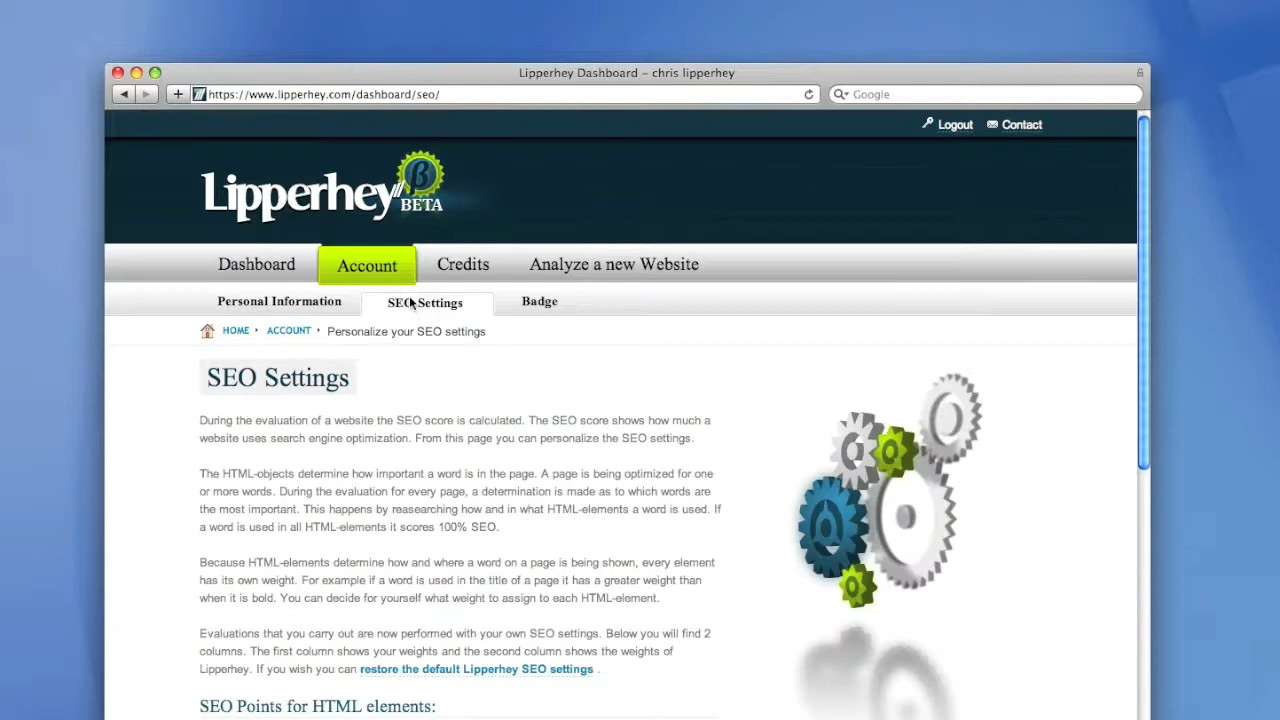 Lipperhey Dashboard – chris lipperhey
https://www.lipperhey.com/dashboard/seo/
Google
Logout Contact
Lipperhey
β
BETA
Dashboard Account Credits Analyze a new Website
Personal Information SEO Settings Badge
HOME ACCOUNT Personalize your SEO settings
SEO Settings
During the evaluation of a website the SEO score is calculated. The SEO score shows how much a
website uses search engine optimization. From this page you can personalize the SEO settings.
The HTML-objects determine how important a word is in the page. A page is being optimized for one
or more words. During the evaluation for every page, a determination is made as to which words are
the most important. This happens by reasearching how and in what HTML-elements a word is used. If
a word is used in all HTML-elements it scores 100% SEO.
Because HTML-elements determine how and where a word on a page is being shown, every element
has its own weight. For example if a word is used in the title of a page it has a greater weight than
when it is bold. You can decide for yourself what weight to assign to each HTML-element.
Evaluations that you carry out are now performed with your own SEO settings. Below you will find 2
columns. The first column shows your weights and the second column shows the weights of
Lipperhey. If you wish you can restore the default Lipperhey SEO settings .
SEO Points for HTML elements: